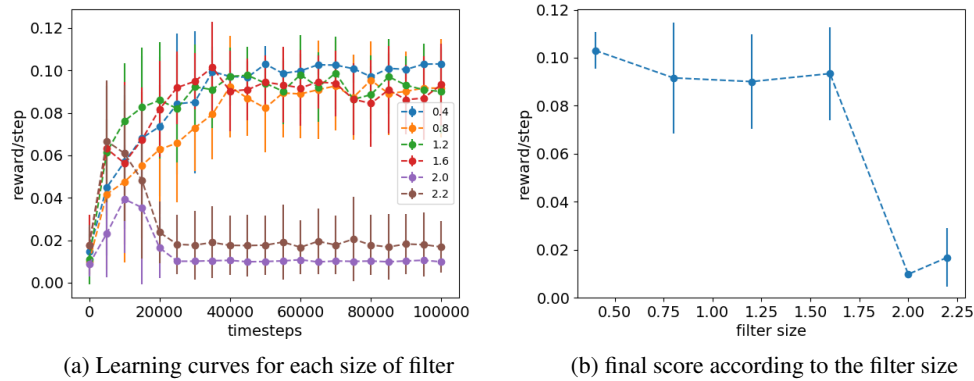 0.12
0.10
0.08
0.06
0.04
0.02
0.00
reward/step
0.4
0.8
1.2
1.6
2.0
2.2
0 20000 40000 60000 80000 100000
timesteps
(a) Learning curves for each size of filter
0.12
0.10
0.08
0.06
0.04
0.02
0.00
reward/step
0.50 0.75 1.00 1.25 1.50 1.75 2.00 2.25
filter size
(b) final score according to the filter size